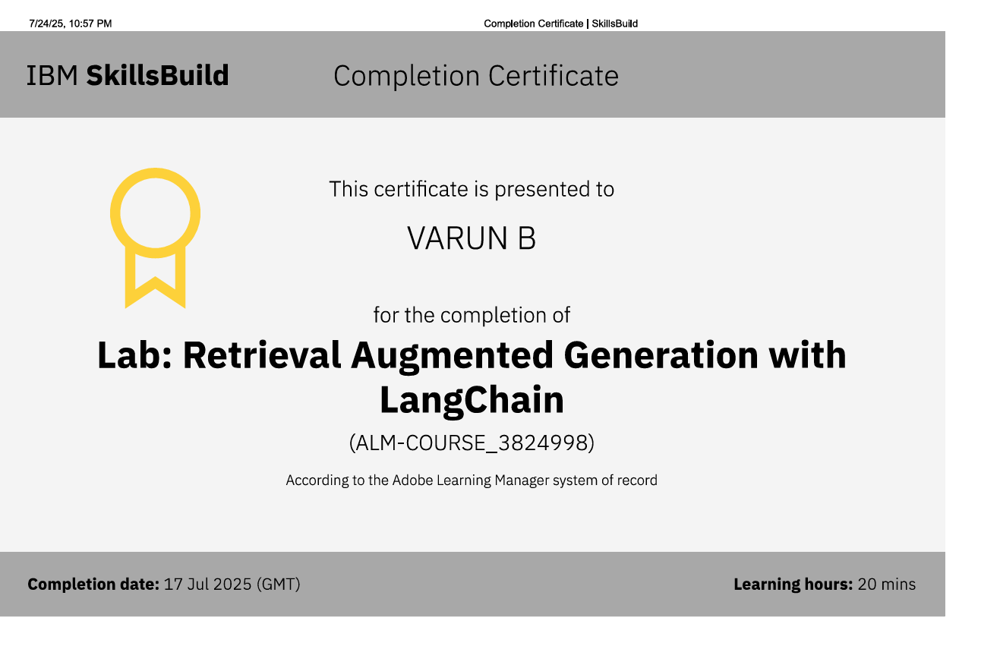 7/24/25, 10:57 PM Completion Certificate | SkillsBuild
IBM SkillsBuild Completion Certificate
This certificate is presented to
VARUN B
for the completion of
Lab: Retrieval Augmented Generation with
LangChain
(ALM-COURSE_3824998)
According to the Adobe Learning Manager system of record
Completion date: 17 Jul 2025 (GMT) Learning hours: 20 mins